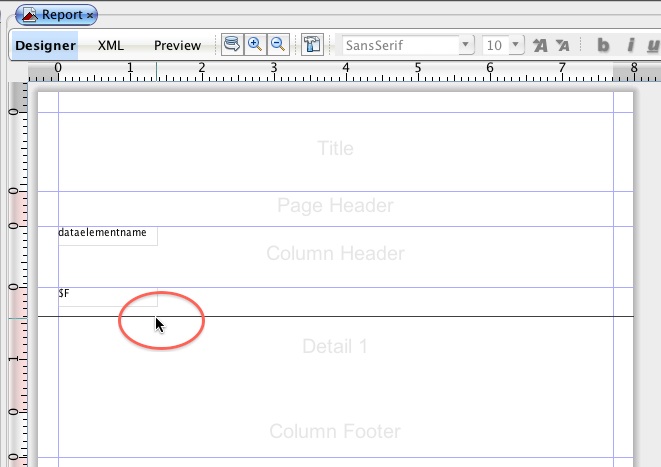 Report ×
Designer XML Preview SansSerif 10 A A b i u
0 1 2 3 4 5 6 7 8
0
Title
0
Page Header
0
dataelementname
Column Header
0
$F
Detail 1
1
0
Column Footer
0